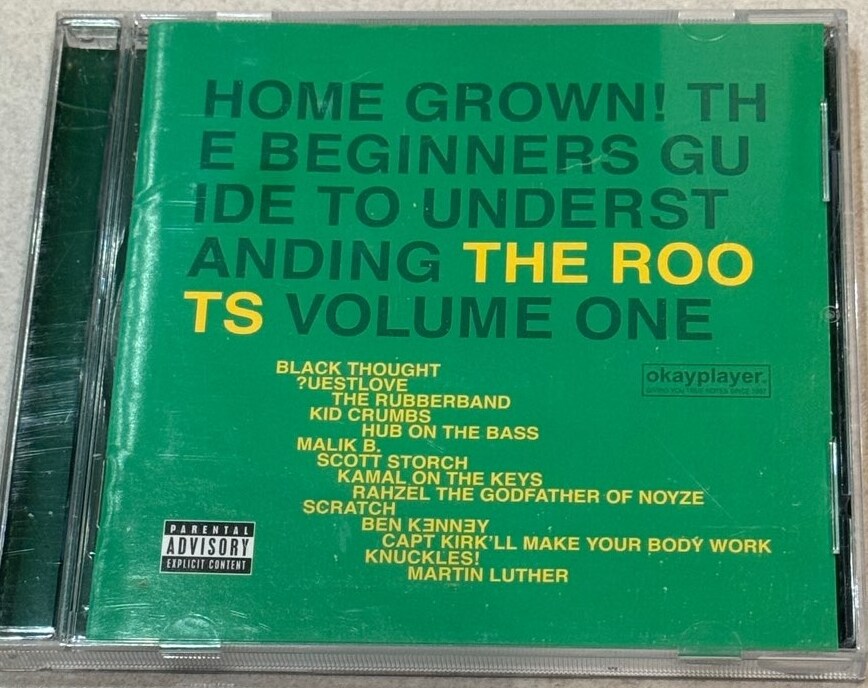 HOME GROWN! TH
E BEGINNERS GU
IDE TO UNDERST
ANDING THE ROO
TS VOLUME ONE
BLACK THOUGHT
?UESTLOVE
THE RUBBERBAND
KID CRUMBS
HUB ON THE BASS
MALIK B.
SCOTT STORCH
KAMAL ON THE KEYS
RAHZEL THE GODFATHER OF NOYZE
SCRATCH
BEN KƎNNƎY
CAPT KIRK'LL MAKE YOUR BODY WORK
KNUCKLES!
MARTIN LUTHER
okayplayer.
PARENTAL
ADVISORY
EXPLICIT CONTENT